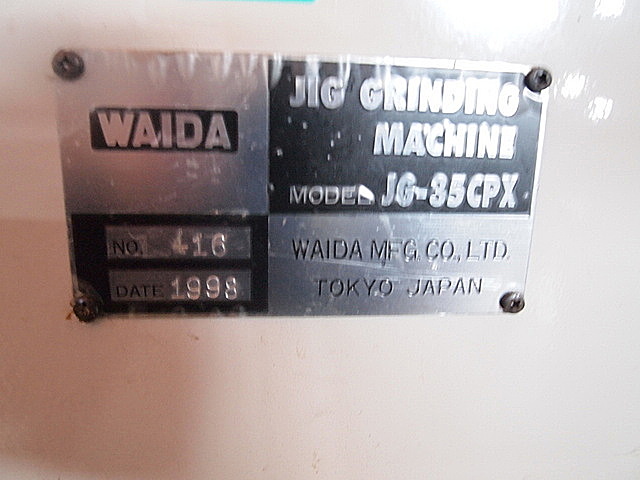 WAIDA
JIG GRINDING
MACHINE
MODEL JG-35CPX
NO. 416
DATE 1998
WAIDA MFG. CO., LTD.
TOKYO JAPAN